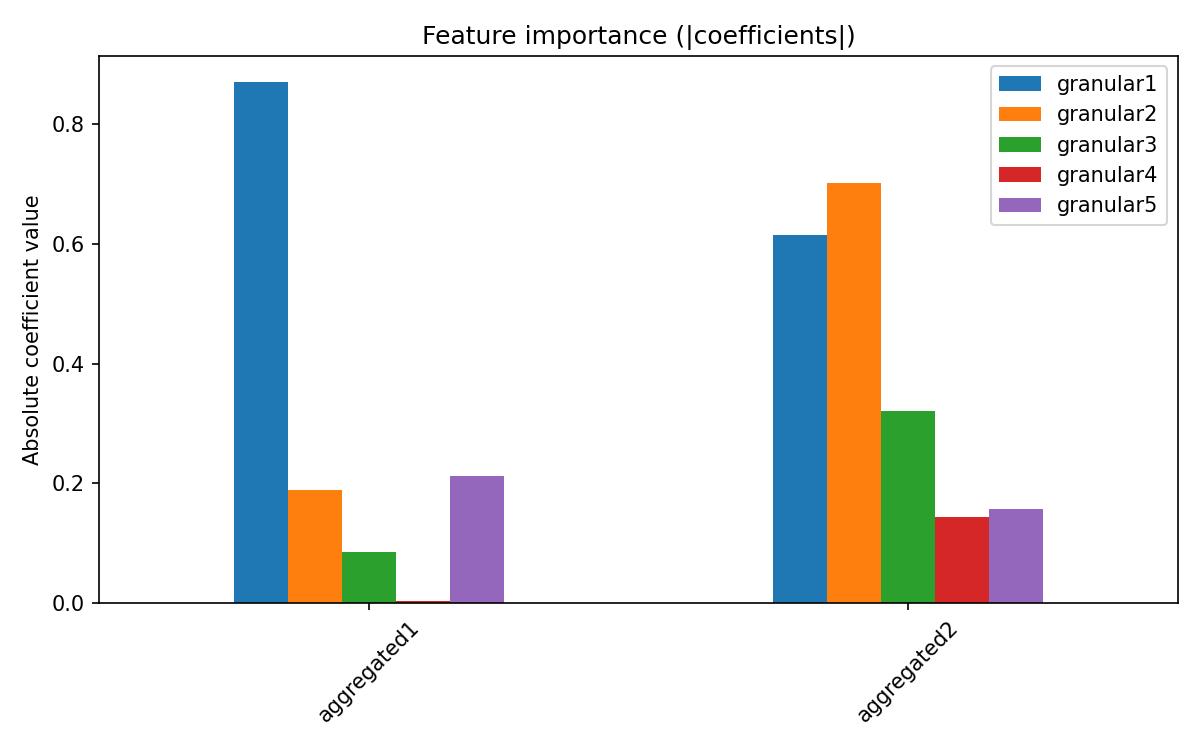 Feature importance (|coefficients|)
Absolute coefficient value
0.8
0.6
0.4
0.2
0.0
granular1
granular2
granular3
granular4
granular5
aggregated1
aggregated2